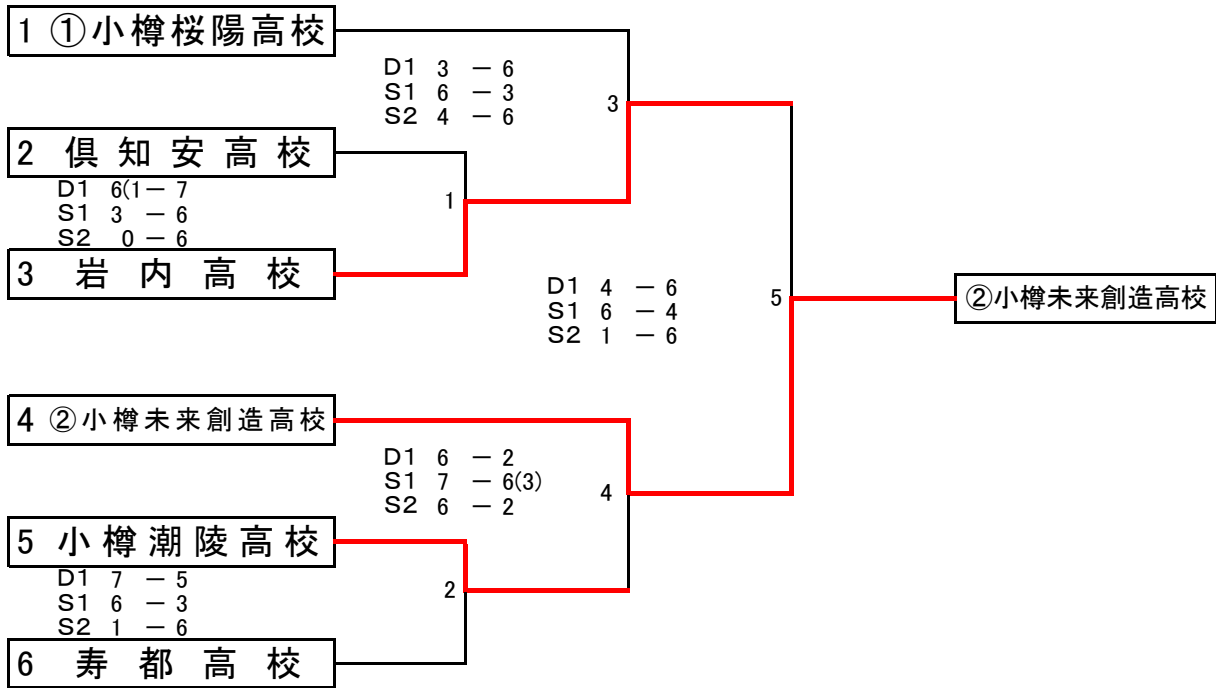 1 ①小樽桜陽高校
D1 3 － 6
S1 6 － 3
S2 4 － 6
3
2 倶知安高校
D1 6(1－ 7
S1 3 － 6
S2 0－ 6
1
3 岩内高校
D1 4 － 6
S1 6 － 4
S2 1 － 6
5
②小樽未来創造高校
4 ②小樽未来創造高校
D1 6 － 2
S1 7 － 6(3)
S2 6 － 2
4
5 小樽潮陵高校
D1 7 － 5
S1 6 － 3
S2 1 － 6
2
6 寿都高校